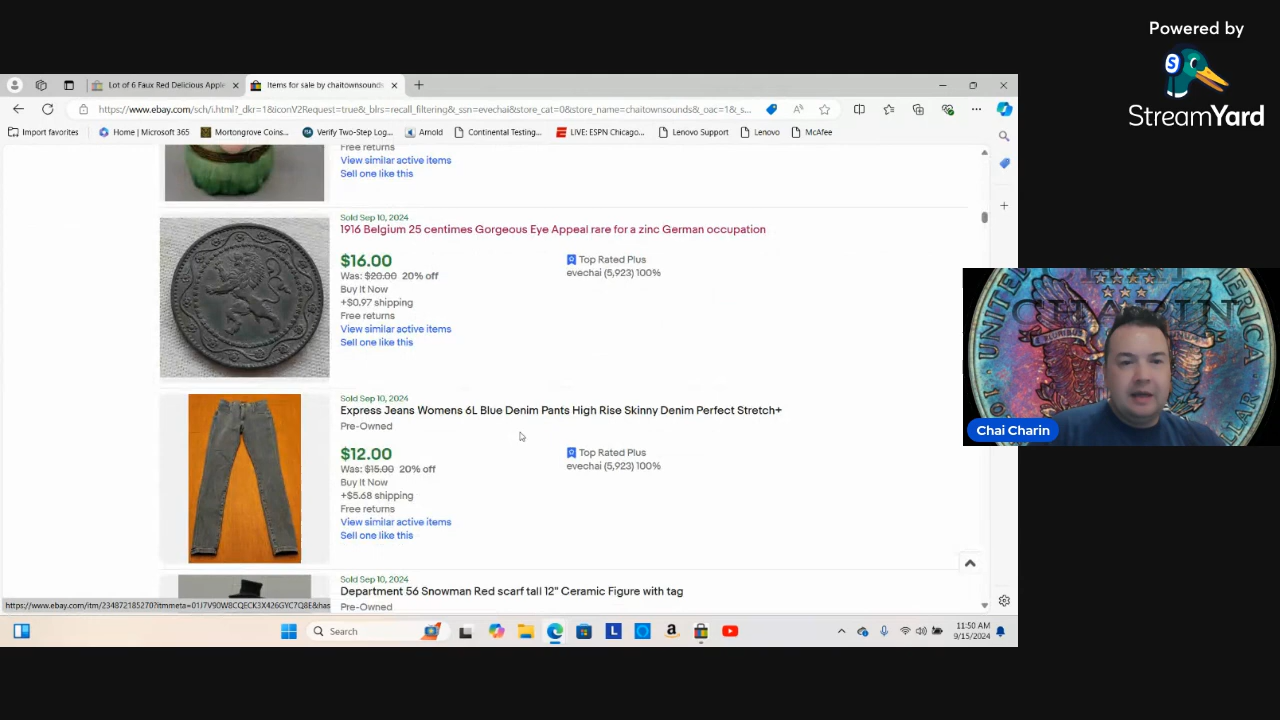 Powered by
S
StreamYard
Lot of 6 Faux Red Delicious Apple
Items for sale by chaitownsounds
https://www.ebay.com/sch/i.html?_dkr=1&iconV2Request=true&_blrs=recall_filtering&_ssn=evechai&store_cat=0&store_name=chaitownsounds&_oac=1&_s...
Import favorites
Home | Microsoft 365
Mortongrove Coins...
Verify Two-Step Log...
Arnold
Continental Testing...
LIVE: ESPN Chicago...
Lenovo Support
Lenovo
McAfee
Free returns
View similar active items
Sell one like this
Sold Sep 10, 2024
1916 Belgium 25 centimes Gorgeous Eye Appeal rare for a zinc German occupation
$16.00
Top Rated Plus
Was: $20.00 20% off
evechai (5,923) 100%
Buy It Now
+$0.97 shipping
Free returns
View similar active items
Sell one like this
Sold Sep 10, 2024
Express Jeans Womens 6L Blue Denim Pants High Rise Skinny Denim Perfect Stretch+
Pre-Owned
$12.00
Top Rated Plus
Was: $15.00 20% off
evechai (5,923) 100%
Buy It Now
+$5.68 shipping
Free returns
View similar active items
Sell one like this
Sold Sep 10, 2024
Department 56 Snowman Red scarf tall 12" Ceramic Figure with tag
Pre-Owned
CHARIN
UNITED
AMERICA
Chai Charin
Search
11:50 AM
9/15/2024